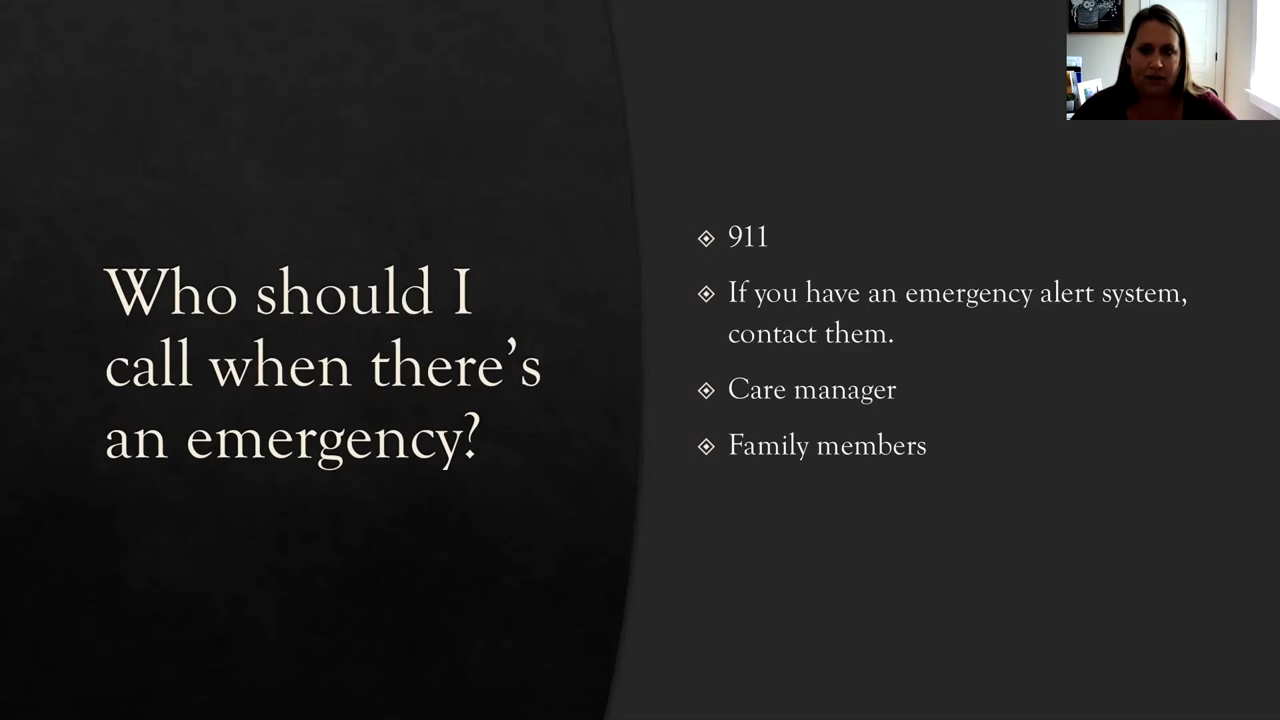 Who should I
call when there's
an emergency?
911
If you have an emergency alert system,
contact them.
Care manager
Family members